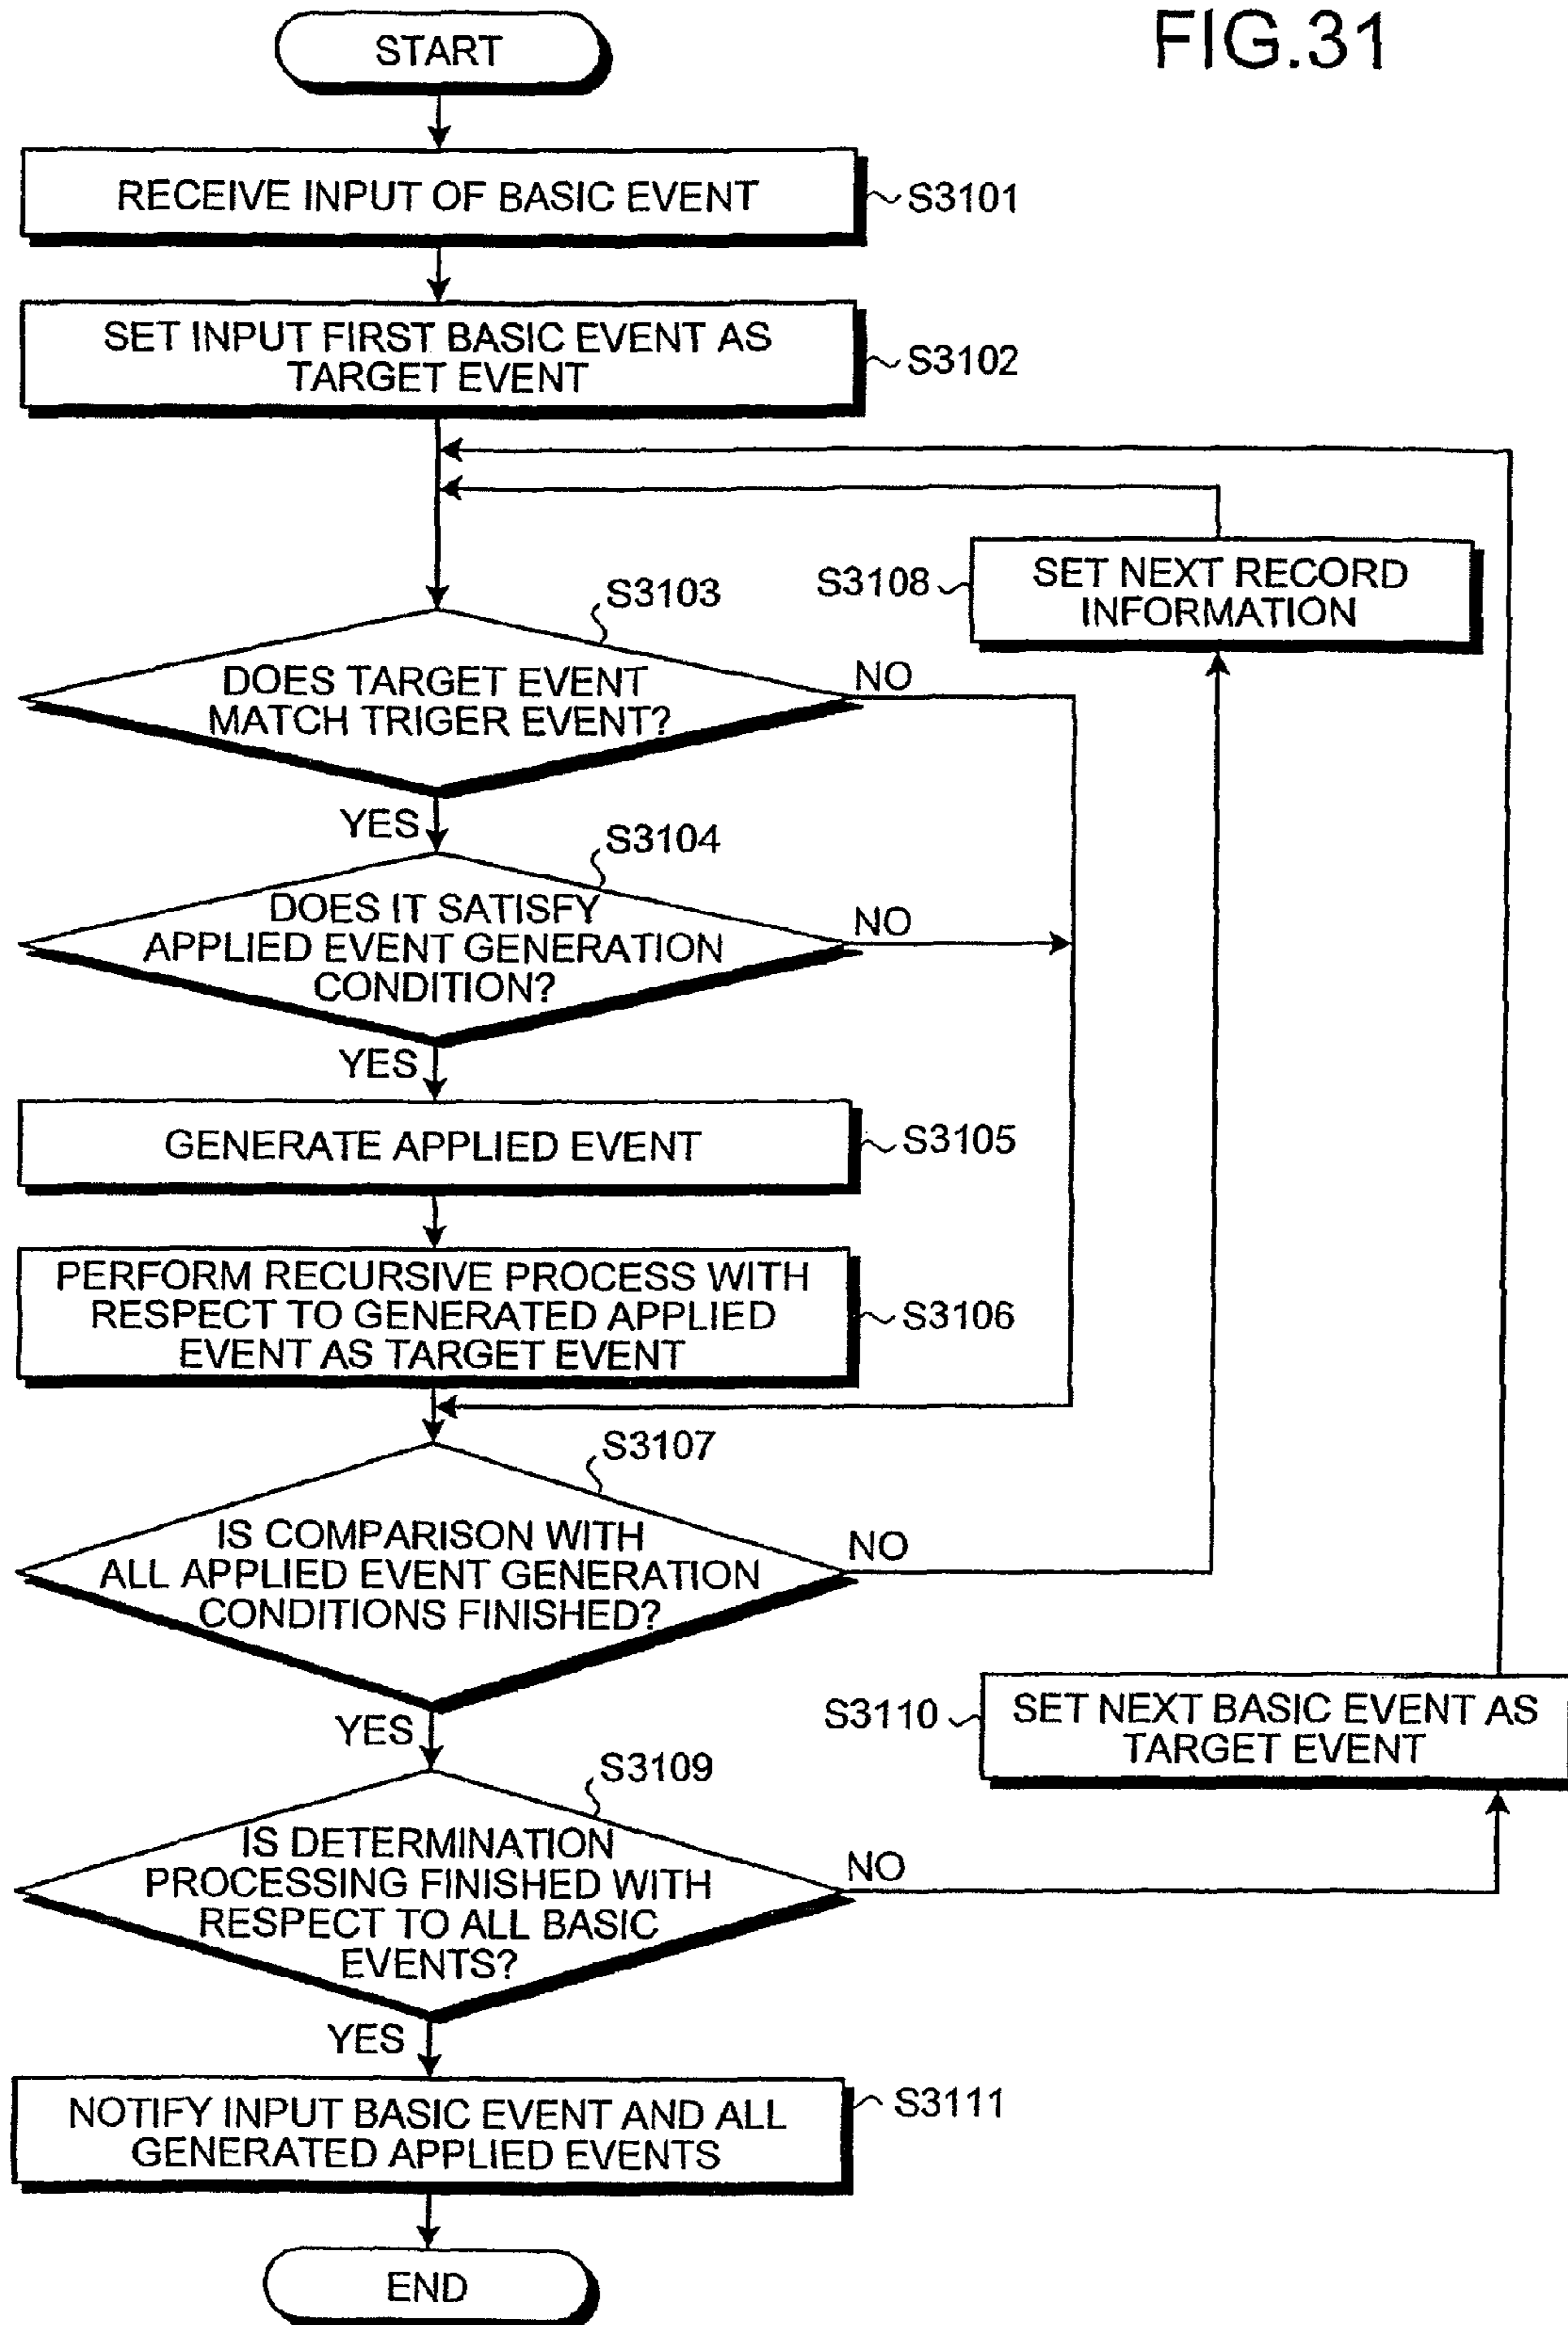 FIG.31
START
RECEIVE INPUT OF BASIC EVENT
S3101
SET INPUT FIRST BASIC EVENT AS
TARGET EVENT
S3102
S3108
SET NEXT RECORD
INFORMATION
S3103
DOES TARGET EVENT
MATCH TRIGER EVENT?
NO
YES
S3104
DOES IT SATISFY
APPLIED EVENT GENERATION
CONDITION?
NO
YES
GENERATE APPLIED EVENT
S3105
PERFORM RECURSIVE PROCESS WITH
RESPECT TO GENERATED APPLIED
EVENT AS TARGET EVENT
S3106
S3107
IS COMPARISON WITH
ALL APPLIED EVENT GENERATION
CONDITIONS FINISHED?
NO
YES
S3110
SET NEXT BASIC EVENT AS
TARGET EVENT
S3109
IS DETERMINATION
PROCESSING FINISHED WITH
RESPECT TO ALL BASIC
EVENTS?
NO
YES
NOTIFY INPUT BASIC EVENT AND ALL
GENERATED APPLIED EVENTS
S3111
END